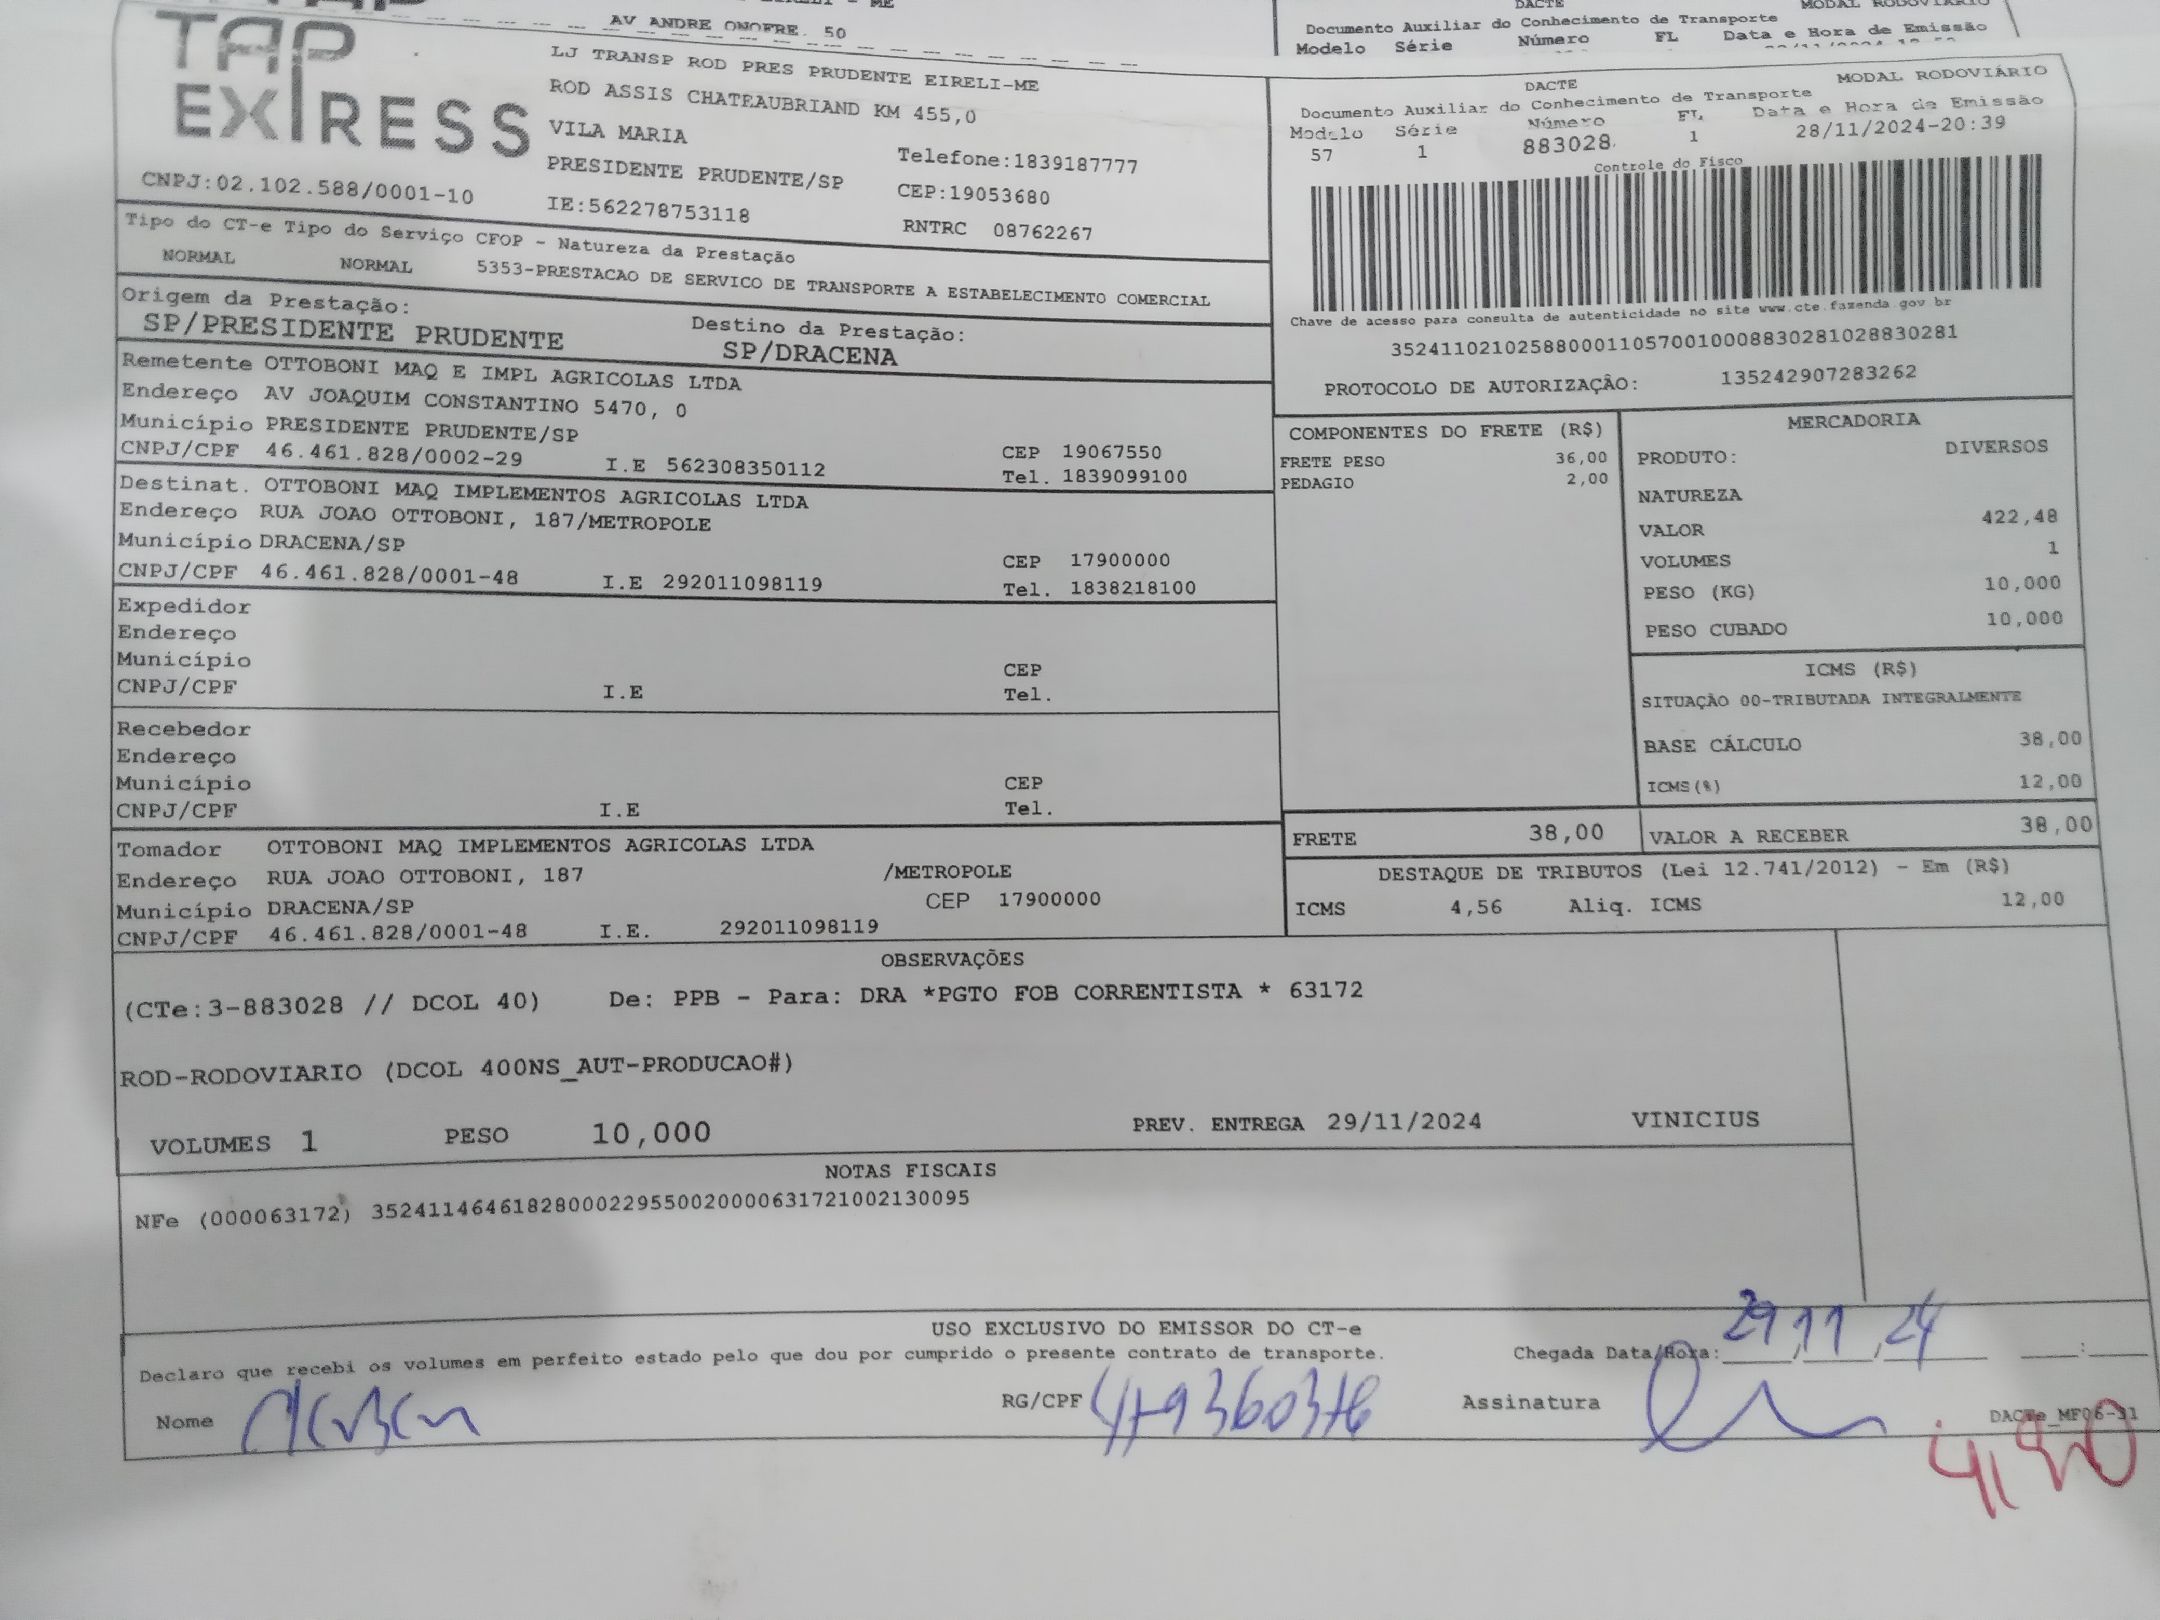 AV ANDRE ONOFRE, 50
DACTE MODAL RODOVIÁRIO
Documento Auxiliar do Conhecimento de Transporte
Modelo Série Número FL Data e Hora de Emissão
TAP
EXPRESS
LJ TRANSP ROD PRES PRUDENTE EIRELI-ME
ROD ASSIS CHATEAUBRIAND KM 455,0
VILA MARIA
PRESIDENTE PRUDENTE/SP
Telefone:1839187777
CEP:19053680
CNPJ:02.102.588/0001-10
IE:562278753118
RNTRC 08762267
DACTE MODAL RODOVIÁRIO
Documento Auxiliar do Conhecimento de Transporte
Modelo Série Número FL Data e Hora de Emissão
57 1 883028 1 28/11/2024-20:39
Controle do Fisco
Chave de acesso para consulta de autenticidade no site www.cte.fazenda.gov br
35241102102588000110570010008830281028830281
PROTOCOLO DE AUTORIZAÇÃO: 135242907283262
Tipo do CT-e Tipo do Serviço CFOP - Natureza da Prestação
NORMAL NORMAL 5353-PRESTACAO DE SERVICO DE TRANSPORTE A ESTABELECIMENTO COMERCIAL
Origem da Prestação: Destino da Prestação:
SP/PRESIDENTE PRUDENTE SP/DRACENA
Remetente OTTOBONI MAQ E IMPL AGRICOLAS LTDA
Endereço AV JOAQUIM CONSTANTINO 5470, 0
Município PRESIDENTE PRUDENTE/SP CEP 19067550
CNPJ/CPF 46.461.828/0002-29 I.E 562308350112 Tel. 1839099100
Destinat. OTTOBONI MAQ IMPLEMENTOS AGRICOLAS LTDA
Endereço RUA JOAO OTTOBONI, 187/METROPOLE
Município DRACENA/SP CEP 17900000
CNPJ/CPF 46.461.828/0001-48 I.E 292011098119 Tel. 1838218100
Expedidor
Endereço
Município CEP
CNPJ/CPF I.E Tel.
Recebedor
Endereço
Município CEP
CNPJ/CPF I.E Tel.
Tomador OTTOBONI MAQ IMPLEMENTOS AGRICOLAS LTDA
Endereço RUA JOAO OTTOBONI, 187 /METROPOLE
Município DRACENA/SP CEP 17900000
CNPJ/CPF 46.461.828/0001-48 I.E. 292011098119
COMPONENTES DO FRETE (R$)
FRETE PESO 36,00
PEDAGIO 2,00
MERCADORIA
PRODUTO: DIVERSOS
NATUREZA
VALOR 422,48
VOLUMES 1
PESO (KG) 10,000
PESO CUBADO 10,000
ICMS (R$)
SITUAÇÃO 00-TRIBUTADA INTEGRALMENTE
BASE CÁLCULO 38,00
ICMS(%) 12,00
FRETE 38,00 VALOR A RECEBER 38,00
DESTAQUE DE TRIBUTOS (Lei 12.741/2012) - Em (R$)
ICMS 4,56 Aliq. ICMS 12,00
OBSERVAÇÕES
(CTe:3-883028 // DCOL 40) De: PPB - Para: DRA *PGTO FOB CORRENTISTA * 63172
ROD-RODOVIARIO (DCOL 400NS_AUT-PRODUCAO#)
VOLUMES 1 PESO 10,000 PREV. ENTREGA 29/11/2024 VINICIUS
NOTAS FISCAIS
NFe (000063172) 35241146461828000229550020000631721002130095
USO EXCLUSIVO DO EMISSOR DO CT-e
Declaro que recebi os volumes em perfeito estado pelo que dou por cumprido o presente contrato de transporte.
Chegada Data/Hora: 29 11 24 :
Nome RG/CPF Assinatura
DACTe_MF06-31